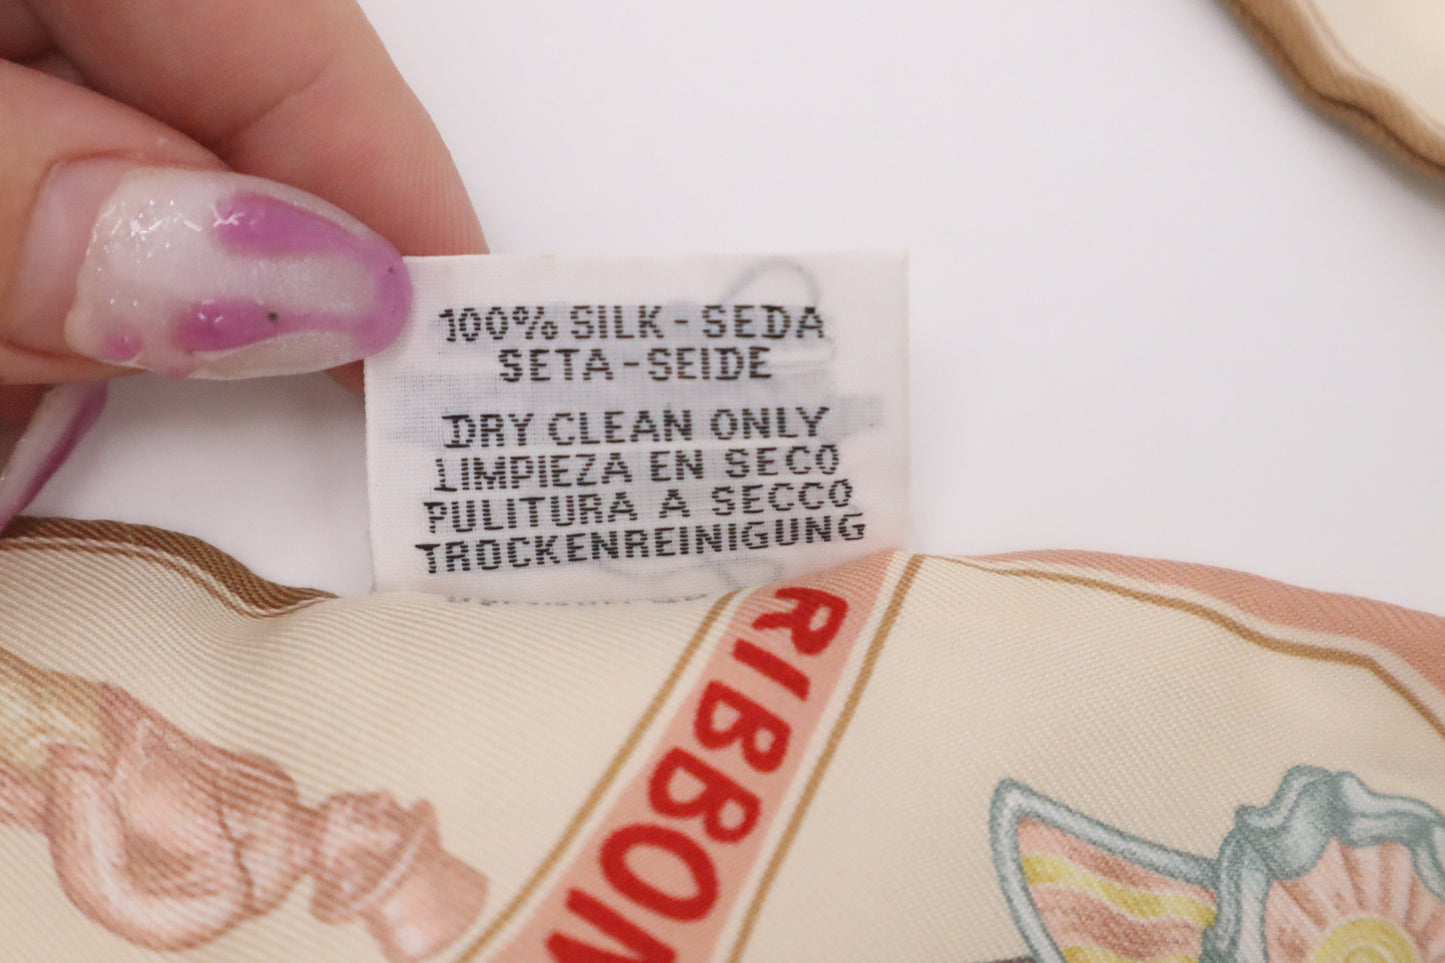 100% SILK - SEDA
SETA - SEIDE
DRY CLEAN ONLY
LIMPIEZA EN SECO
PULITURA A SECCO
TROCKENREINIGUNG
RIBBON